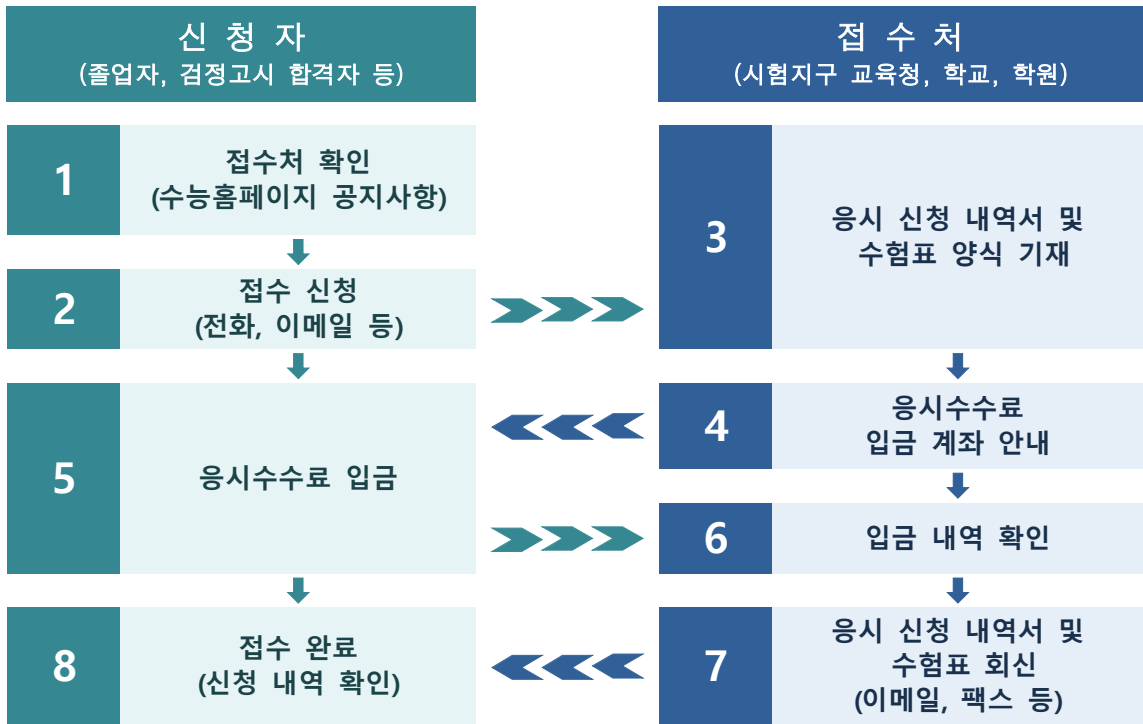 신 청 자
(졸업자, 검정고시 합격자 등)
접 수 처
(시험지구 교육청, 학교, 학원)
1
접수처 확인
(수능홈페이지 공지사항)
2
접수 신청
(전화, 이메일 등)
3
응시 신청 내역서 및
수험표 양식 기재
4
응시수수료
입금 계좌 안내
5
응시수수료 입금
6
입금 내역 확인
7
응시 신청 내역서 및
수험표 회신
(이메일, 팩스 등)
8
접수 완료
(신청 내역 확인)